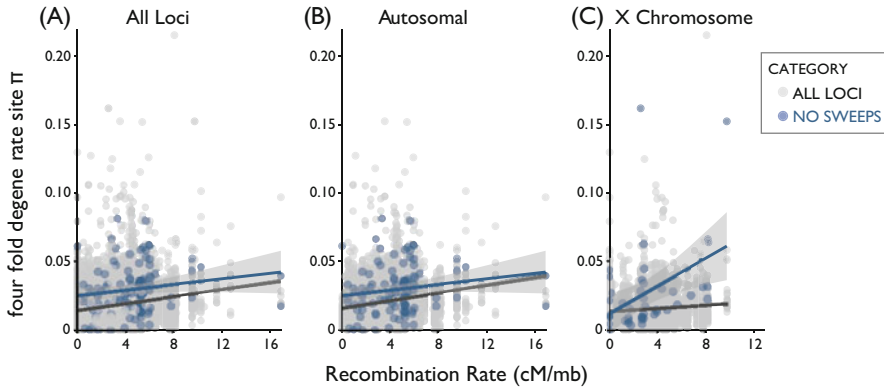 (A) All Loci
(B) Autosomal
(C) X Chromosome
four fold degene rate site π
0.20
0.15
0.10
0.05
0
0 4 8 12 16
0.20
0.15
0.10
0.05
0
0 4 8 12 16
0.20
0.15
0.10
0.05
0
0 4 8 12
CATEGORY
ALL LOCI
NO SWEEPS
Recombination Rate (cM/mb)